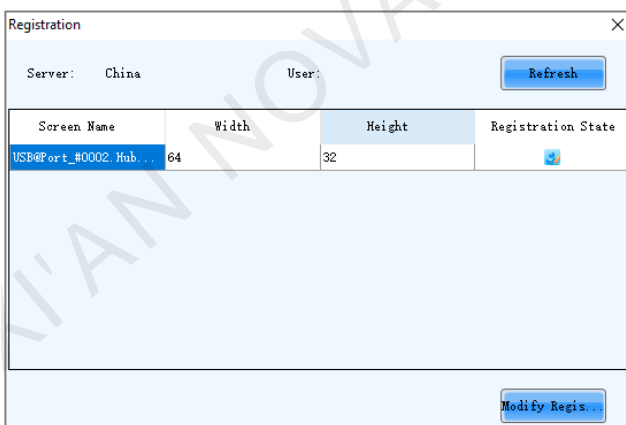 Registration
Server: China User: Refresh
Screen Name Width Height Registration State
USB@Port_#0002.Hub... 64 32
Modify Regis...
XI'AN NOVA